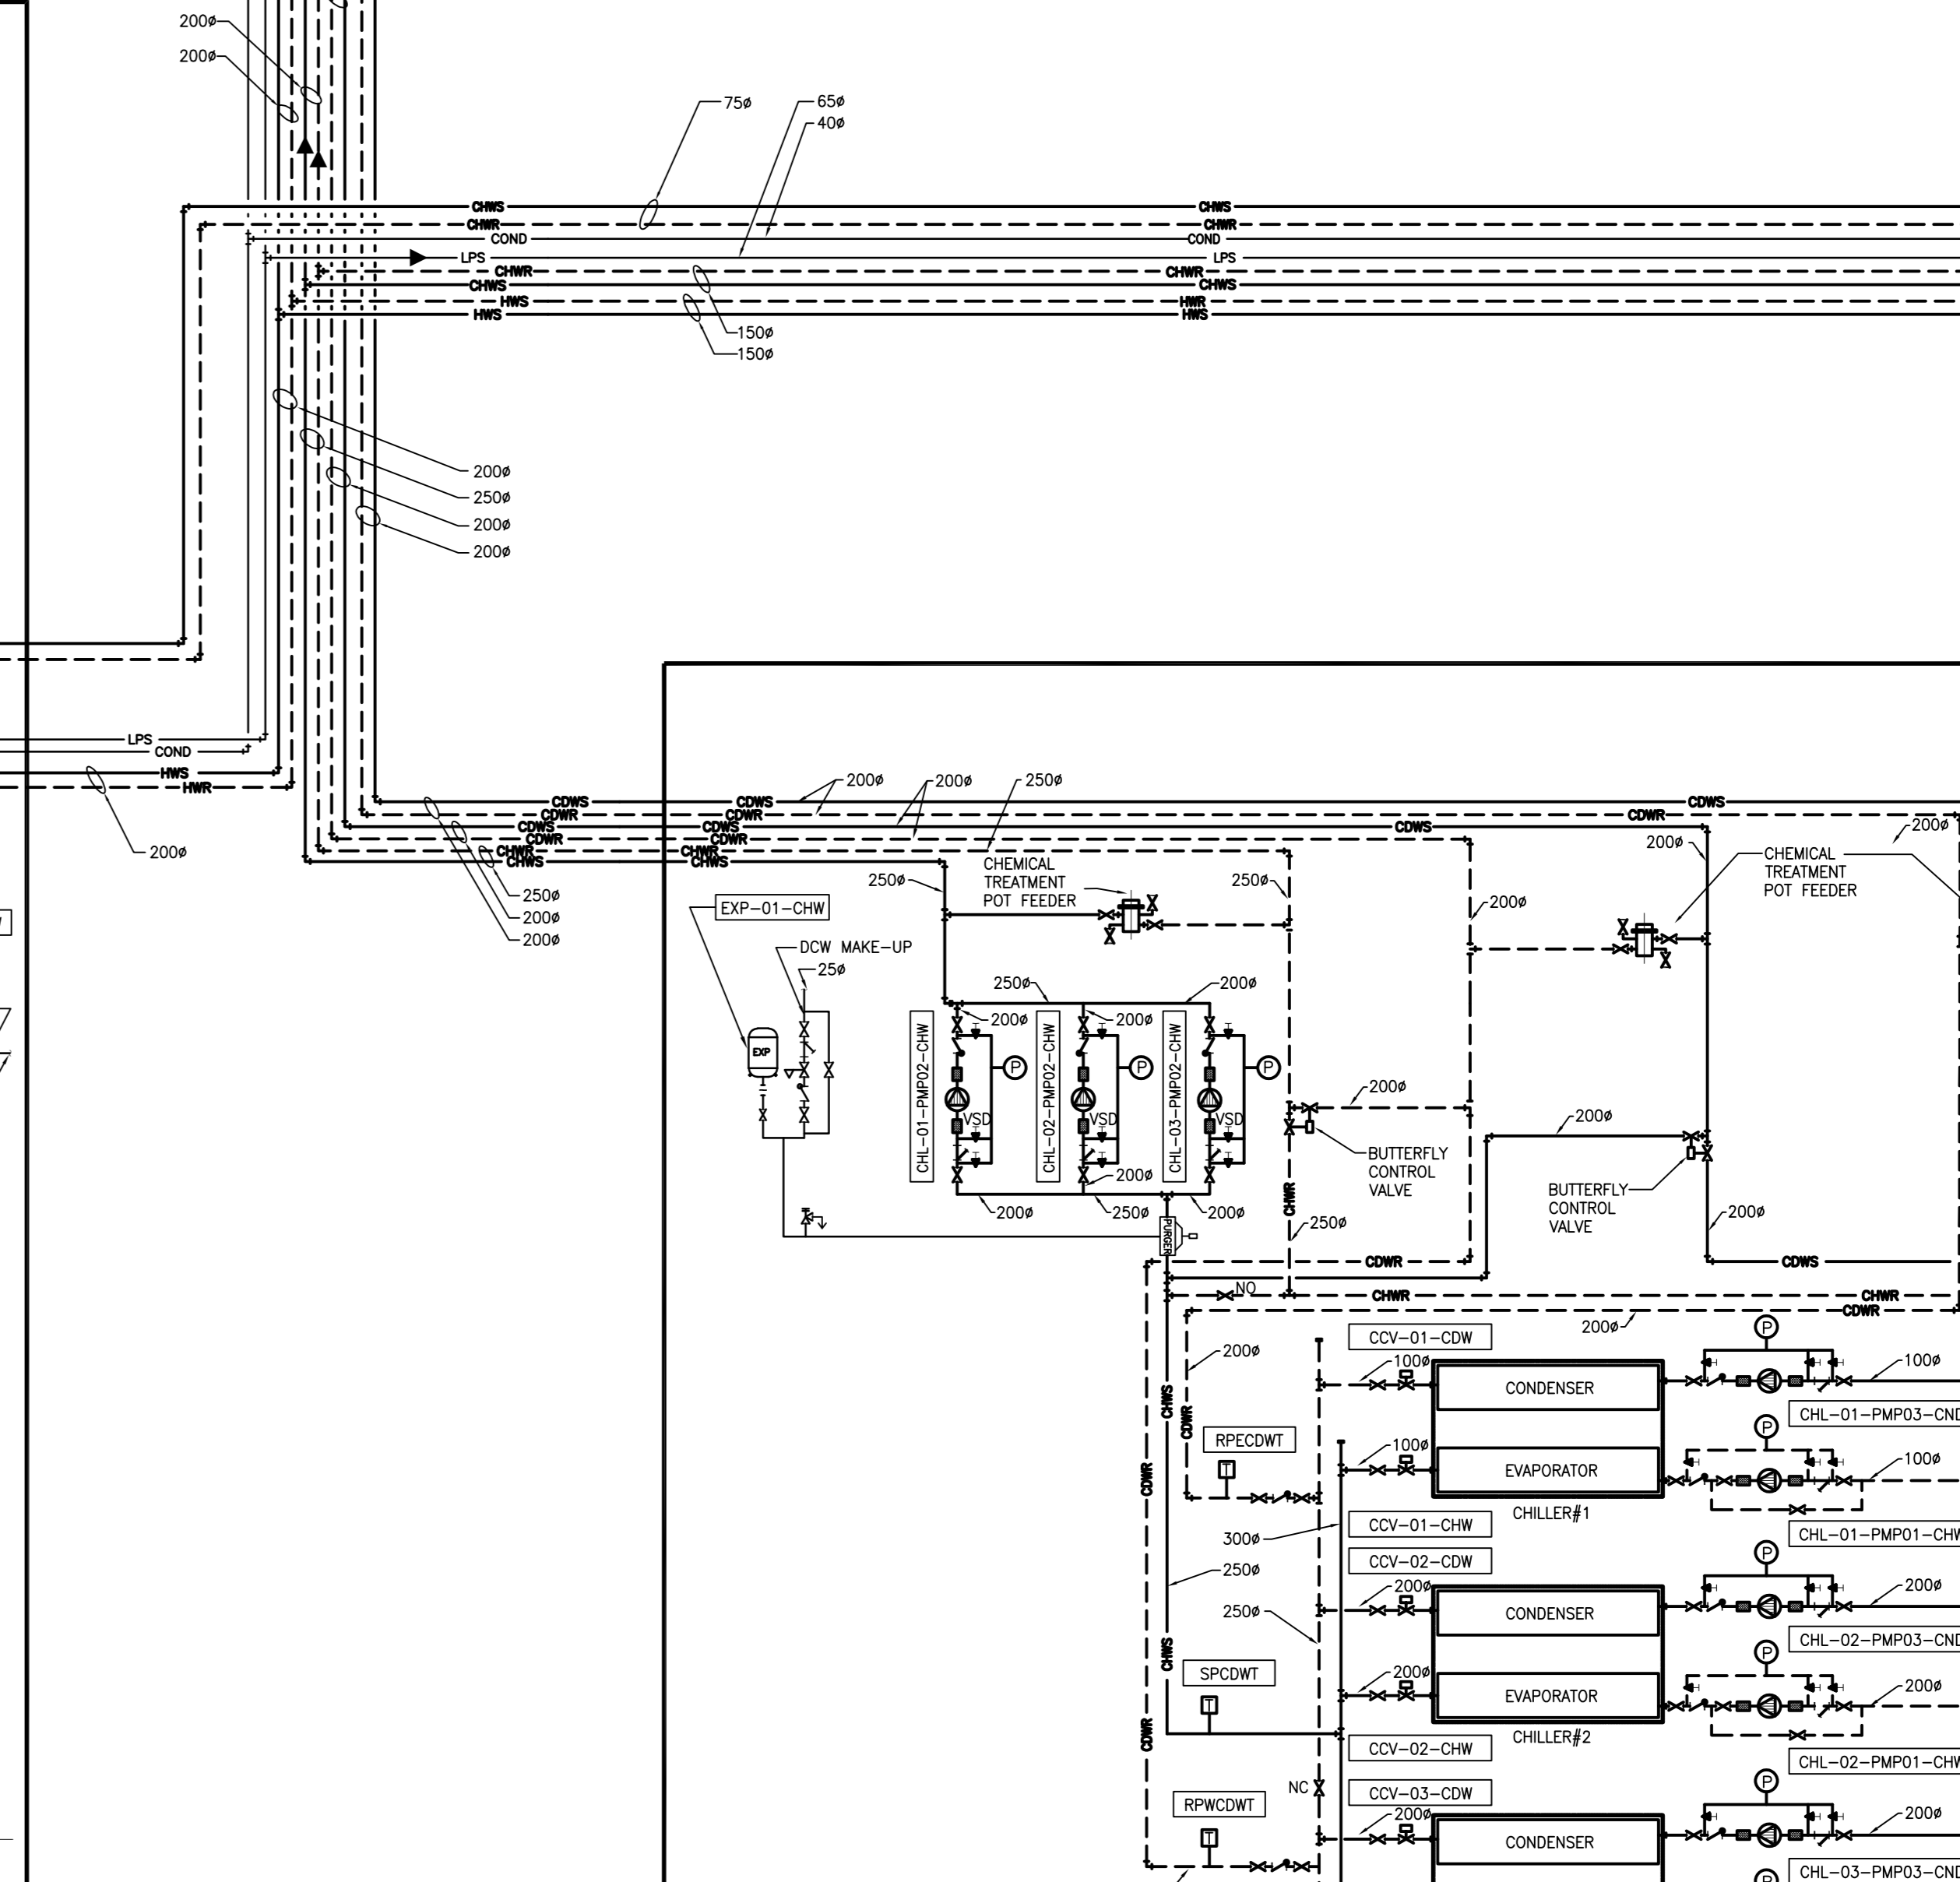 200ø
200ø
75ø
65ø
40ø
CHWS
CHWS
CHWR
CHWR
COND
COND
LPS
LPS
CHWR
CHWR
CHWS
CHWS
HWS
HWR
HWS
HWS
150ø
150ø
200ø
250ø
200ø
200ø
LPS
COND
HWS
HWR
200ø
200ø
200ø
250ø
CDWS
CDWS
CDWS
CDWR
CDWR
CDWR
CDWS
CDWS
CDWS
CDWR
CDWR
CHWR
CHWR
CHWS
CHWS
250ø
200ø
200ø
250ø
CHEMICAL
TREATMENT
POT FEEDER
250ø
200ø
200ø
CHEMICAL
TREATMENT
POT FEEDER
200ø
EXP-01-CHW
DCW MAKE-UP
25ø
EXP
250ø
200ø
200ø
200ø
CHL-01-PMP02-CHW
CHL-02-PMP02-CHW
CHL-03-PMP02-CHW
P
P
P
VSD
VSD
VSD
200ø
200ø
250ø
200ø
PURGER
200ø
BUTTERFLY
CONTROL
VALVE
CHWR
250ø
200ø
BUTTERFLY
CONTROL
VALVE
200ø
CDWR
CDWS
NO
CHWR
CHWR
CDWR
200ø
200ø
CHWS
CDWR
CDWR
CCV-01-CDW
100ø
CONDENSER
P
100ø
CHL-01-PMP03-CND
RPECDWT
T
100ø
EVAPORATOR
P
100ø
CHILLER#1
300ø
CCV-01-CHW
CHL-01-PMP01-CHW
CCV-02-CDW
250ø
200ø
250ø
CONDENSER
P
200ø
CHL-02-PMP03-CND
CHWS
SPCDWT
T
200ø
EVAPORATOR
P
200ø
CHILLER#2
CDWR
CCV-02-CHW
CHL-02-PMP01-CHW
NC
CCV-03-CDW
RPWCDWT
T
200ø
CONDENSER
P
200ø
CHL-03-PMP03-CND
P